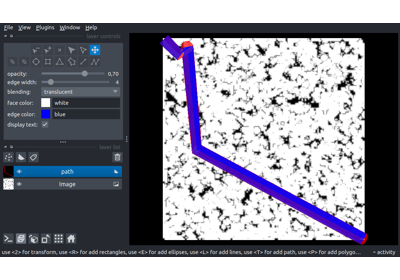 File View Plugins Window Help
layer controls
opacity: 0,70
edge width: 4
blending: translucent
face color: white
edge color: blue
display text:
layer list
path
Image
use <2> for transform, use <R> for add rectangles, use <E> for add ellipses, use <L> for add lines, use <T> for add path, use <P> for add polygo... activity